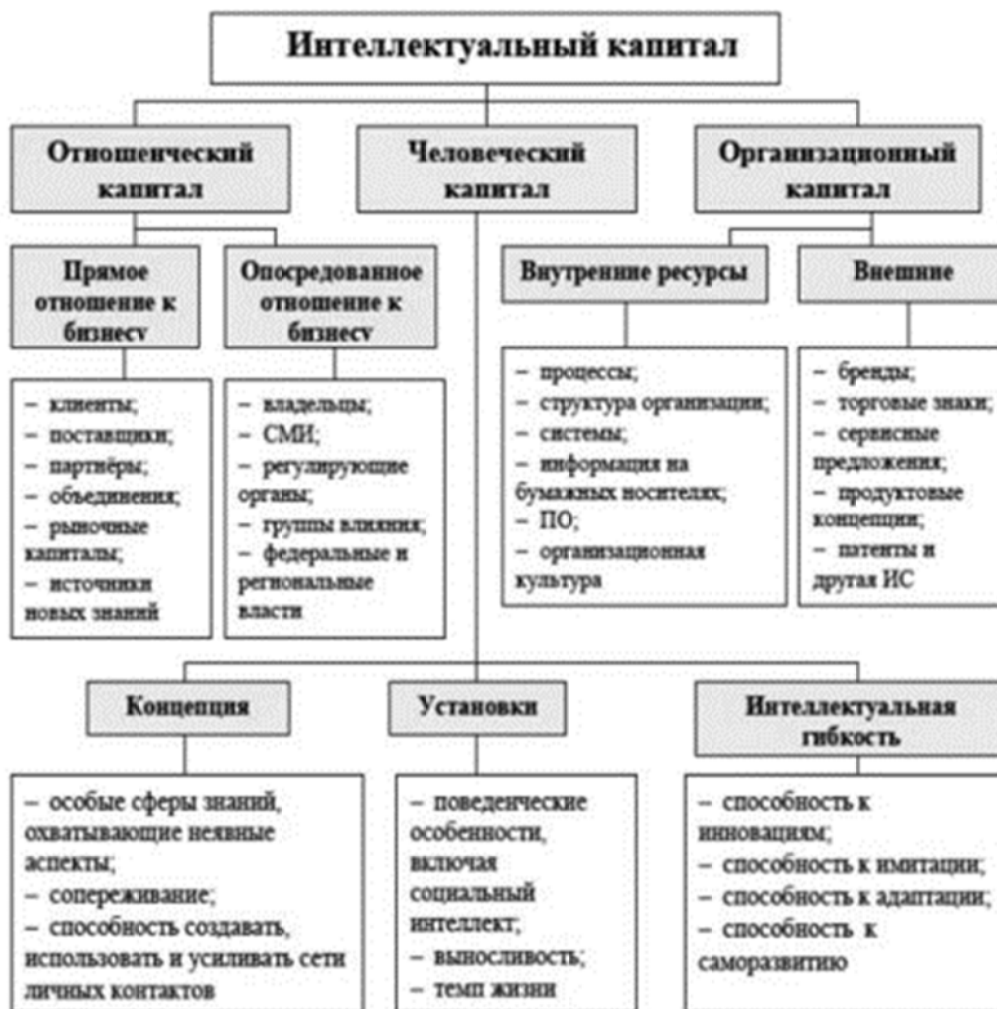 Интеллектуальный капитал
Отношенческий
капитал
Человеческий
капитал
Организационный
капитал
Прямое
отношение к
бизнесу
Опосредованное
отношение к
бизнесу
Внутренние ресурсы
Внешние
– клиенты;
– поставщики;
– партнёры;
– объединения;
– рыночные
капиталы;
– источники
новых знаний
– владельцы;
– СМИ;
– регулирующие
органы;
– группы влияния;
– федеральные и
региональные
власти
– процессы;
– структура организации;
– системы;
– информация на
бумажных носителях;
– ПО;
– организационная
культура
– бренды;
– торговые знаки;
– сервисные
предложения;
– продуктовые
концепции;
– патенты и
другая ИС
Концепция
Установки
Интеллектуальная
гибкость
– особые сферы знаний,
охватывающие неявные
аспекты;
– сопереживание;
– способность создавать,
использовать и усиливать сети
личных контактов
– поведенческие
особенности,
включая
социальный
интеллект;
– выносливость;
– темп жизни
– способность к
инновациям;
– способность к имитации;
– способность к адаптации;
– способность к
саморазвитию